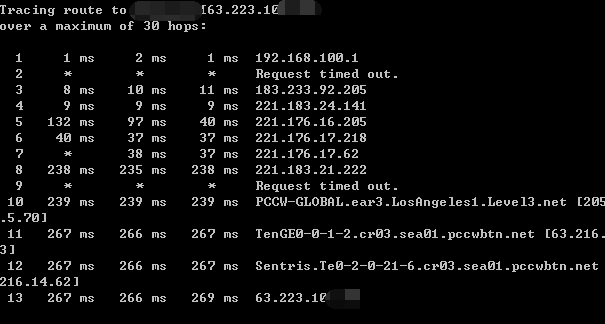 Tracing route to [63.223.10
over a maximum of 30 hops:
1 1 ms 2 ms 1 ms 192.168.100.1
2 * * * Request timed out.
3 8 ms 10 ms 11 ms 183.233.92.205
4 9 ms 9 ms 9 ms 221.183.24.141
5 132 ms 97 ms 40 ms 221.176.16.205
6 40 ms 37 ms 37 ms 221.176.17.218
7 * 38 ms 37 ms 221.176.17.62
8 238 ms 235 ms 238 ms 221.183.21.222
9 * * * Request timed out.
10 239 ms 239 ms 239 ms PCCW-GLOBAL.ear3.LosAngeles1.Level3.net [205
.5.70]
11 267 ms 266 ms 266 ms TenGE0-0-1-2.cr03.sea01.pccwbtn.net [63.216.
3]
12 267 ms 266 ms 267 ms Sentris.Te0-2-0-21-6.cr03.sea01.pccwbtn.net
216.14.62]
13 267 ms 266 ms 269 ms 63.223.10